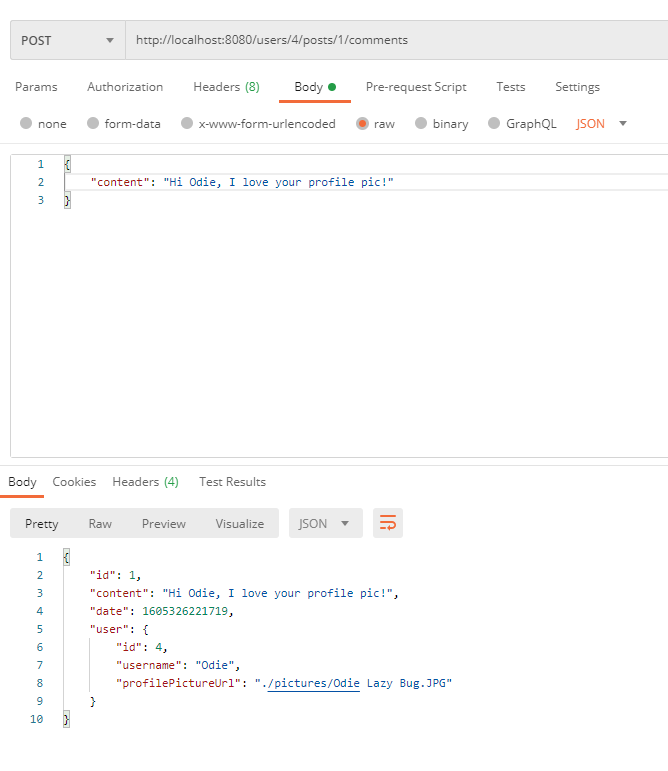 POST http://localhost:8080/users/4/posts/1/comments
Params Authorization Headers (8) Body Pre-request Script Tests Settings
none form-data x-www-form-urlencoded raw binary GraphQL JSON
1 {
2 "content": "Hi Odie, I love your profile pic!"
3 }
Body Cookies Headers (4) Test Results
Pretty Raw Preview Visualize JSON
1 {
2 "id": 1,
3 "content": "Hi Odie, I love your profile pic!",
4 "date": 1605326221719,
5 "user": {
6 "id": 4,
7 "username": "Odie",
8 "profilePictureUrl": "./pictures/Odie Lazy Bug.JPG"
9 }
10 }